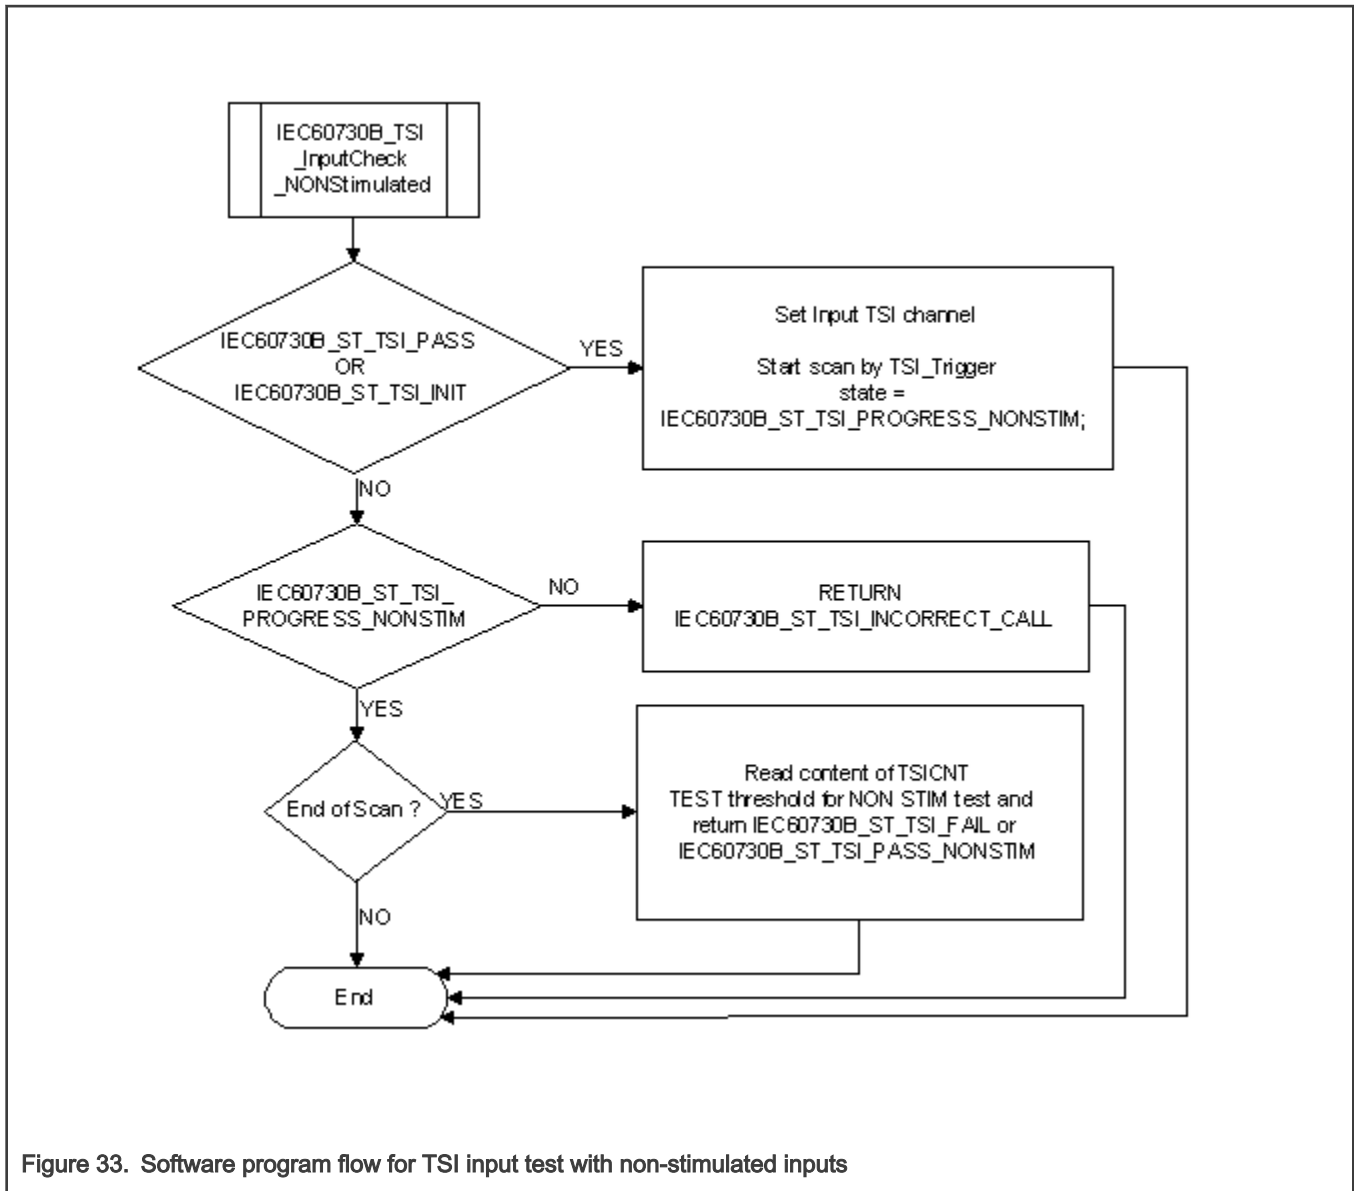 IEC60730B_TSI
_InputCheck
_NONStimulated
IEC60730B_ST_TSI_PASS
OR
IEC60730B_ST_TSI_INIT
YES
Set Input TSI channel
Start scan by TSI_Trigger
state =
IEC60730B_ST_TSI_PROGRESS_NONSTIM;
NO
IEC60730B_ST_TSI_
PROGRESS_NONSTIM
NO
RETURN
IEC60730B_ST_TSI_INCORRECT_CALL
YES
End of Scan ?
YES
Read content of TSICNT
TEST threshold for NON STIM test and
return IEC60730B_ST_TSI_FAIL or
IEC60730B_ST_TSI_PASS_NONSTIM
NO
End
Figure 33. Software program flow for TSI input test with non-stimulated inputs